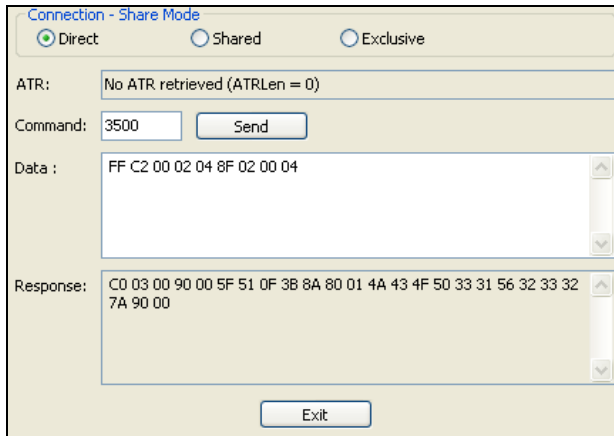 Connection - Share Mode
Direct Shared Exclusive
ATR: No ATR retrieved (ATRLen = 0)
Command: 3500 Send
Data : FF C2 00 02 04 8F 02 00 04
Response: C0 03 00 90 00 5F 51 0F 3B 8A 80 01 4A 43 4F 50 33 31 56 32 33 32
7A 90 00
Exit